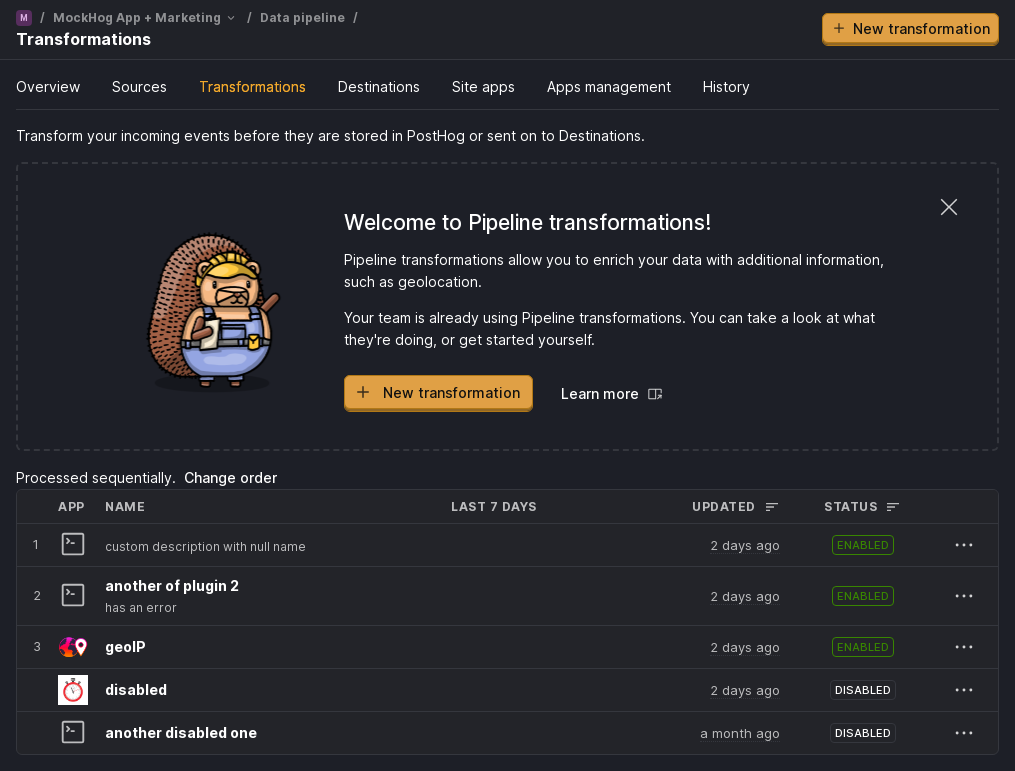 M / MockHog App + Marketing / Data pipeline /
Transformations
New transformation
Overview Sources Transformations Destinations Site apps Apps management History
Transform your incoming events before they are stored in PostHog or sent on to Destinations.
Welcome to Pipeline transformations!
Pipeline transformations allow you to enrich your data with additional information,
such as geolocation.
Your team is already using Pipeline transformations. You can take a look at what
they're doing, or get started yourself.
New transformation Learn more
Processed sequentially. Change order
APP NAME LAST 7 DAYS UPDATED STATUS
1 custom description with null name 2 days ago ENABLED
another of plugin 2
2 2 days ago ENABLED
has an error
3 geoIP 2 days ago ENABLED
disabled 2 days ago DISABLED
another disabled one a month ago DISABLED